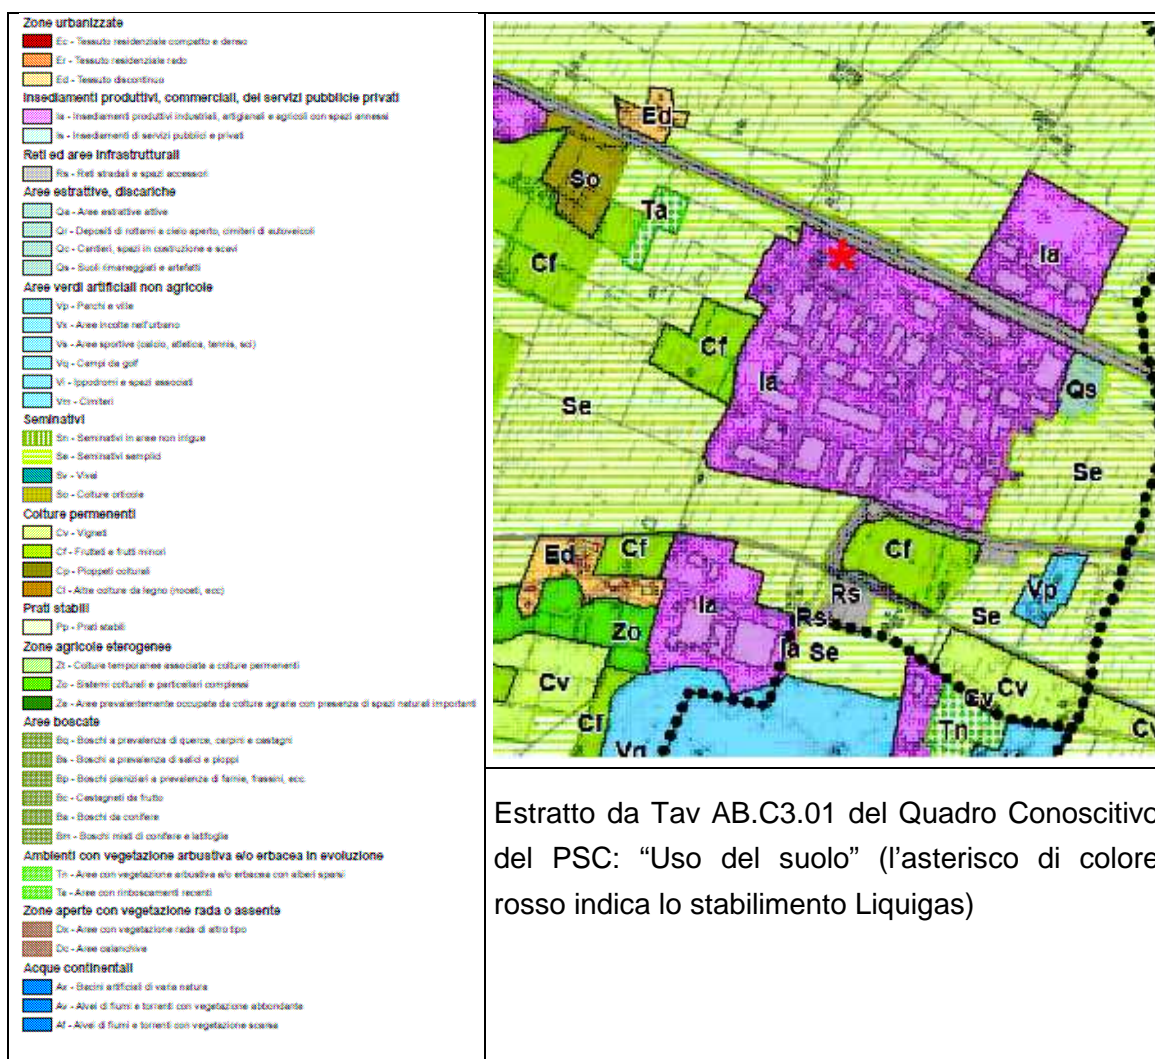 Zone urbanizzate
Ec - Tessuto residenziale compatto e denso
Er - Tessuto residenziale rado
Ed - Tessuto discontinuo
Insediamenti produttivi, commerciali, dei servizi pubblicie privati
Ia - Insediamenti produttivi industriali, artigianali e agricoli con spazi annessi
Is - Insediamenti di servizi pubblici e privati
Reti ed aree infrastrutturali
Rs - Reti stradali e spazi accessori
Aree estrattive, discariche
Qa - Aree estrattive attive
Qr - Depositi di rottami a cielo aperto, cimiteri di autoveicoli
Qc - Cantieri, spazi in costruzione e scavi
Qs - Suoli rimaneggiati e artefatti
Aree verdi artificiali non agricole
Vp - Parchi e ville
Vx - Aree incolte nell'urbano
Vs - Aree sportive (calcio, atletica, tennis, sci)
Vq - Campi da golf
Vi - Ippodromi e spazi associati
Vm - Cimiteri
Seminativi
Sn - Seminativi in aree non irrigue
Se - Seminativi semplici
Sv - Vivai
So - Colture orticole
Colture permanenti
Cv - Vigneti
Cf - Frutteti e frutti minori
Cp - Pioppeti colturali
Cl - Altre colture da legno (noceti, ecc)
Prati stabili
Pp - Prati stabili
Zone agricole eterogenee
Zt - Colture temporanee associate a colture permanenti
Zo - Sistemi colturali e particellari complessi
Ze - Aree prevalentemente occupate da colture agrarie con presenza di spazi naturali importanti
Aree boscate
Bq - Boschi a prevalenza di querce, carpini e castagni
Bs - Boschi a prevalenza di salici e pioppi
Bp - Boschi planiziari a prevalenza di farnie, frassini, ecc.
Bc - Castagneti da frutto
Ba - Boschi da conifere
Bm - Boschi misti di conifere e latifoglie
Ambienti con vegetazione arbustiva e/o erbacea in evoluzione
Tn - Aree con vegetazione arbustiva e/o erbacea con alberi sparsi
Ta - Aree con rimboschimenti recenti
Zone aperte con vegetazione rada o assente
Dx - Aree con vegetazione rada di altro tipo
Dc - Aree calanchive
Acque continentali
Ax - Bacini artificiali di varia natura
Av - Alvei di fiumi e torrenti con vegetazione abbondante
Af - Alvei di fiumi e torrenti con vegetazione scarsa
Ed
So
Ta
Cf
Ia
Cf
Ia
Qs
Se
Se
Ed
Cf
Cf
Vp
Ia
Rs
Rs
Se
Zo
Ia
Se
Cv
Cv
Cv
Cf
Tn
Vq
Estratto da Tav AB.C3.01 del Quadro Conoscitivo
del PSC: “Uso del suolo” (l’asterisco di colore
rosso indica lo stabilimento Liquigas)